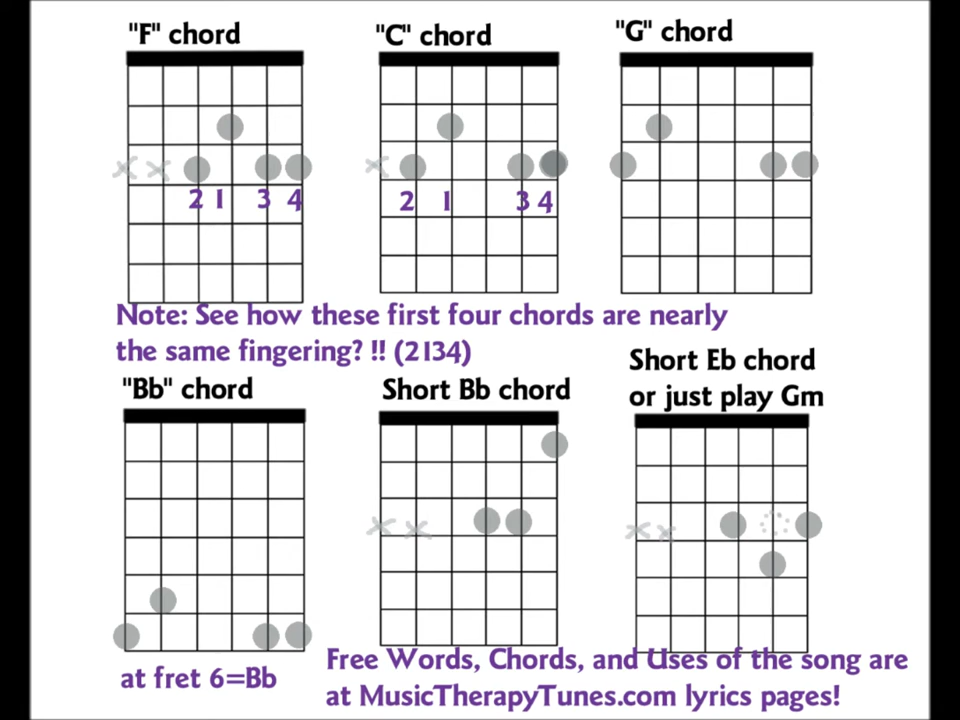 "F" chord
"C" chord
"G" chord
2 1 3 4
2 1 3 4
Note: See how these first four chords are nearly
the same fingering? !! (2134)
"Bb" chord
Short Bb chord
Short Eb chord
or just play Gm
at fret 6=Bb
Free Words, Chords, and Uses of the song are
at MusicTherapyTunes.com lyrics pages!